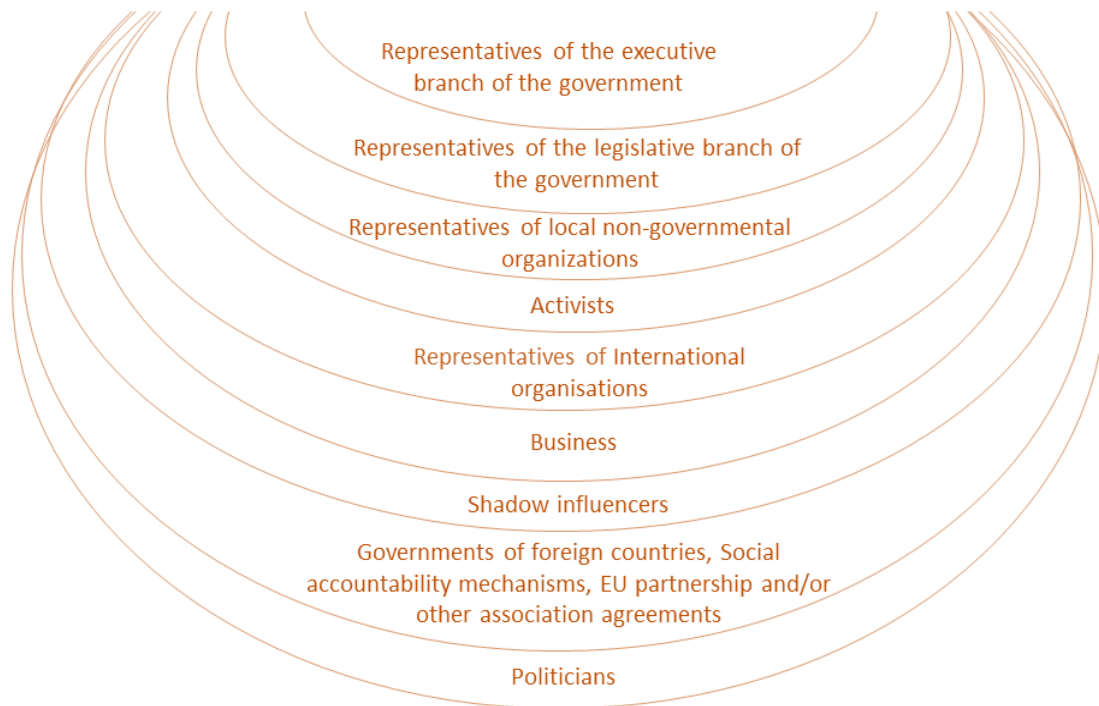 Representatives of the executive
branch of the government
Representatives of the legislative branch of
the government
Representatives of local non-governmental
organizations
Activists
Representatives of International
organisations
Business
Shadow influencers
Governments of foreign countries, Social
accountability mechanisms, EU partnership and/or
other association agreements
Politicians